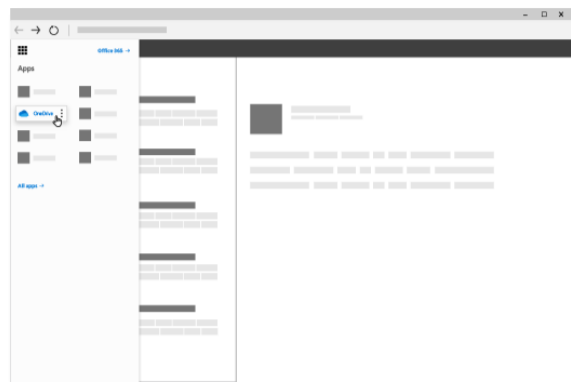 Office 365 →
Apps
OneDrive
All apps →